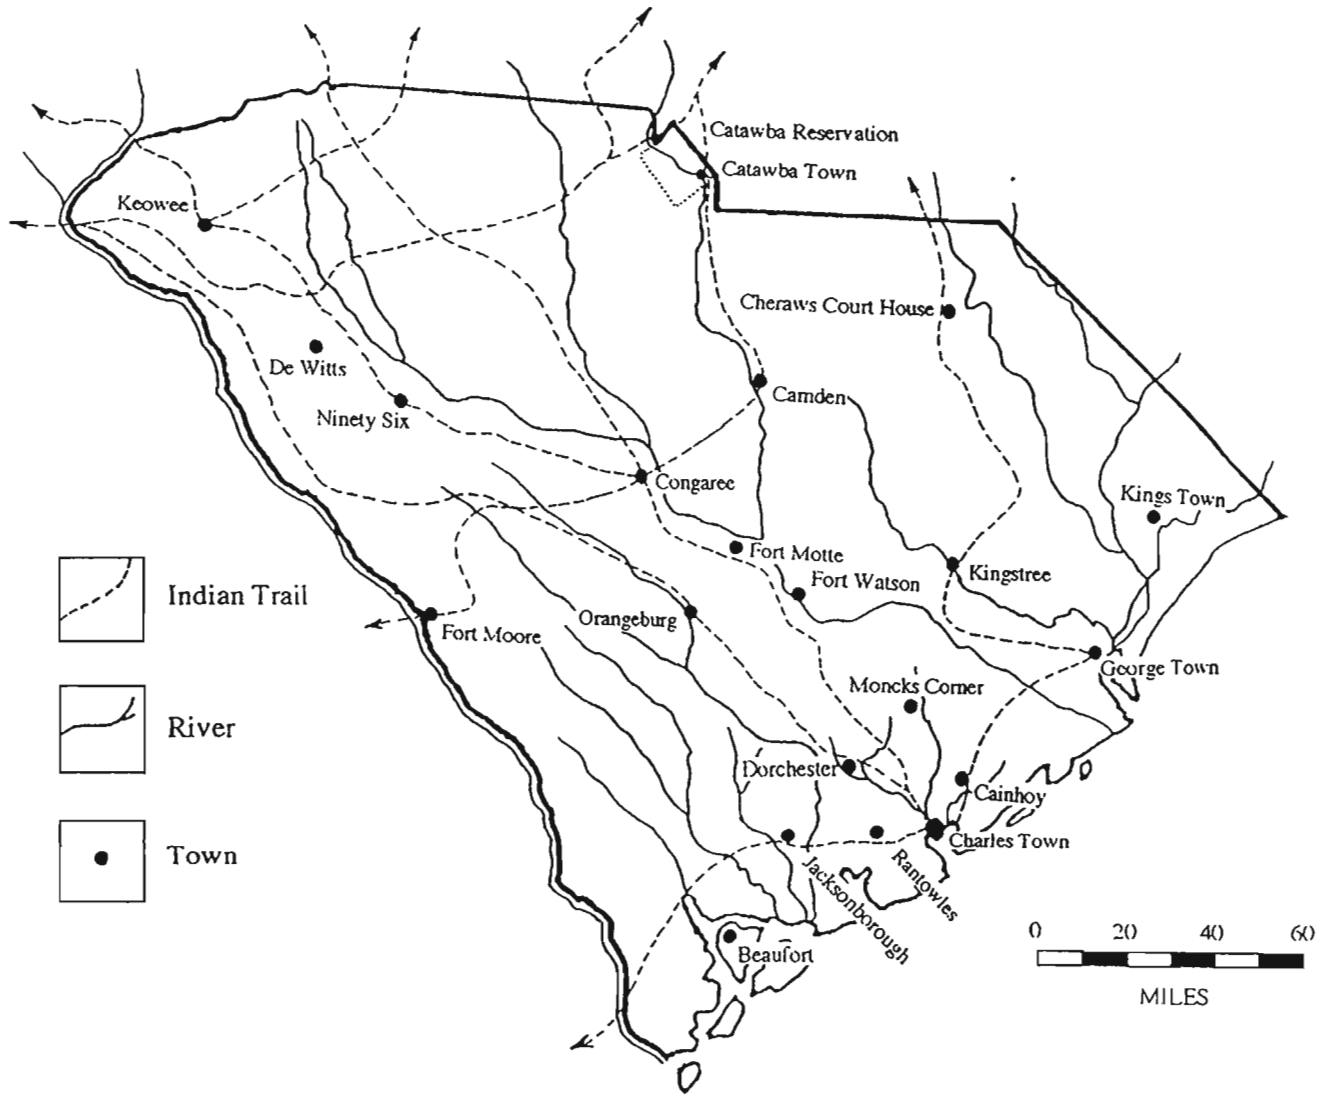 Catawba Reservation
Catawba Town
Keowee
Cheraws Court House
De Witts
Camden
Ninety Six
Congaree
Kings Town
Fort Motte
Kingstree
Fort Watson
Indian Trail
Orangeburg
Fort Moore
George Town
Moncks Corner
River
Dorchester
Cainhoy
Charles Town
Town
Rantowles
Jacksonborough
Beaufort
0 20 40 60
MILES